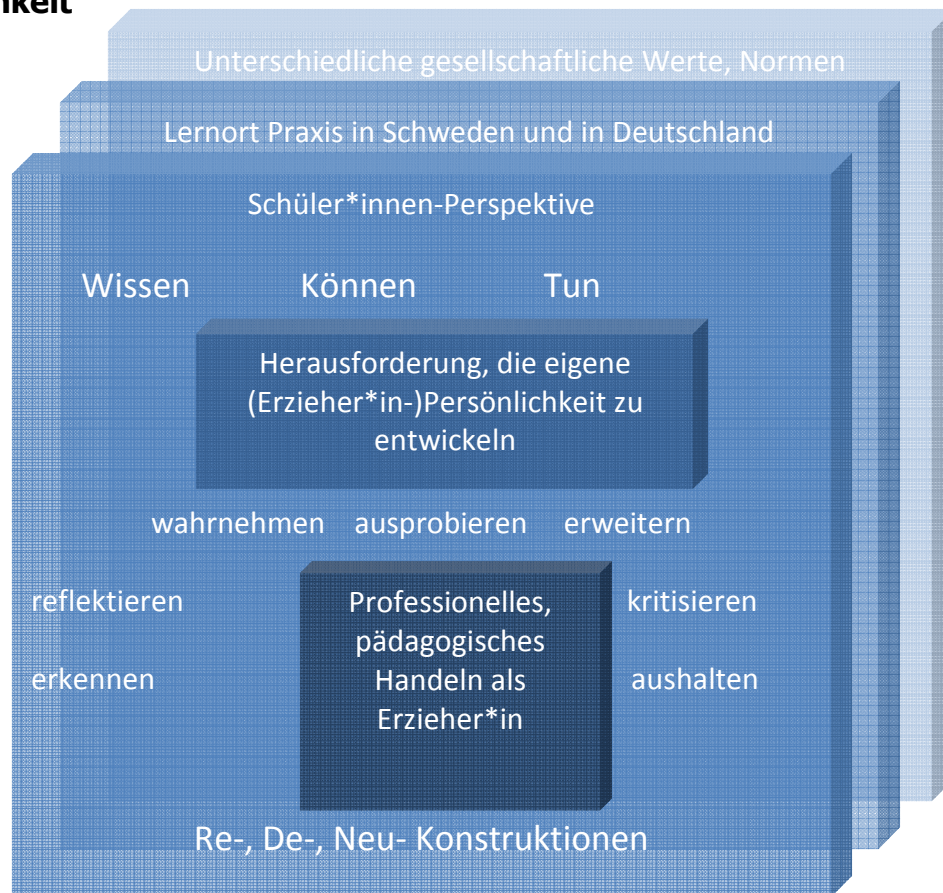 nkeit
Unterschiedliche gesellschaftliche Werte, Normen
Lernort Praxis in Schweden und in Deutschland
Schüler*innen-Perspektive
Wissen Können Tun
Herausforderung, die eigene
(Erzieher*in-)Persönlichkeit zu
entwickeln
wahrnehmen ausprobieren erweitern
reflektieren
erkennen
Professionelles,
pädagogisches
Handeln als
Erzieher*in
kritisieren
aushalten
Re-, De-, Neu- Konstruktionen